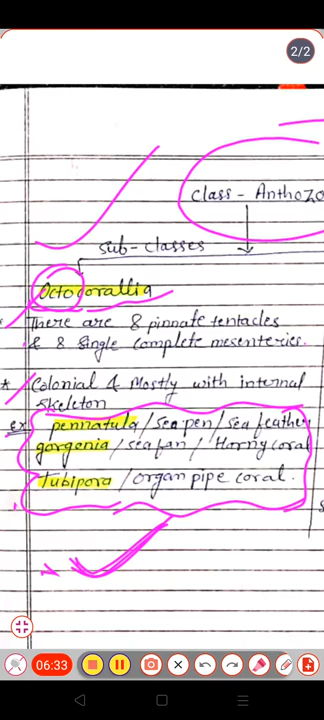 2/2
Class - Anthozo
Sub-classes
Octocorallia
There are 8 pinnate tentacles
& 8 single complete mesenteries.
* Colonial & Mostly with internal
skeleton
Ex pennatula/Sea pen/sea feather
gorgonia/sea fan/Horny coral
Tubipora/organ pipe coral.
06:33